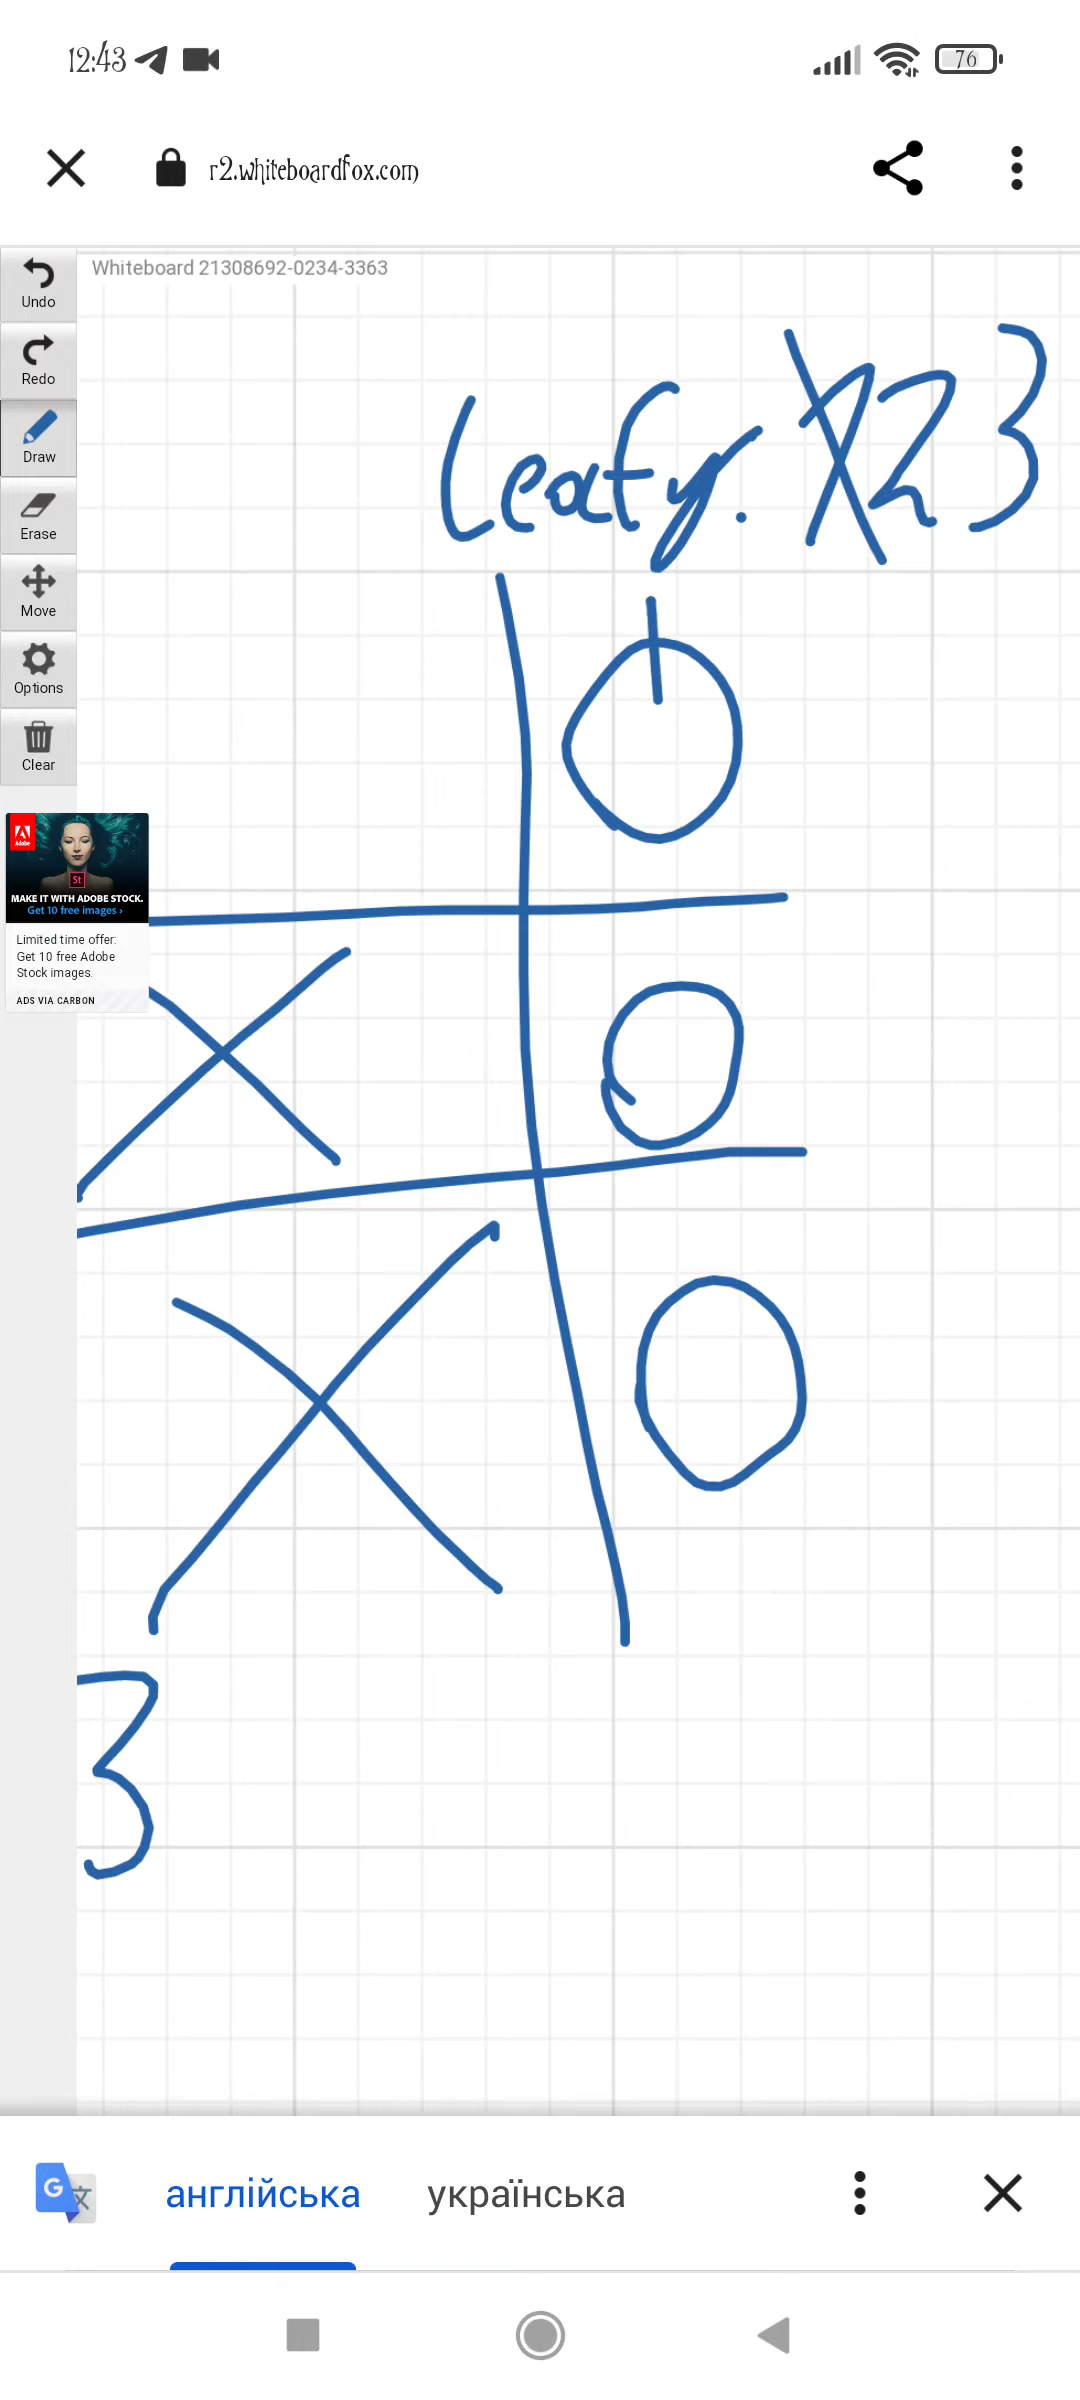 12:43
76
r2.whiteboardfox.com
Whiteboard 21308692-0234-3363
Undo
Redo
Draw
Erase
Move
Options
Clear
Leafy. X23
O
X O
X O
3
Adobe
St
MAKE IT WITH ADOBE STOCK.
Get 10 free images ›
Limited time offer:
Get 10 free Adobe
Stock images.
ADS VIA CARBON
G
англійська українська